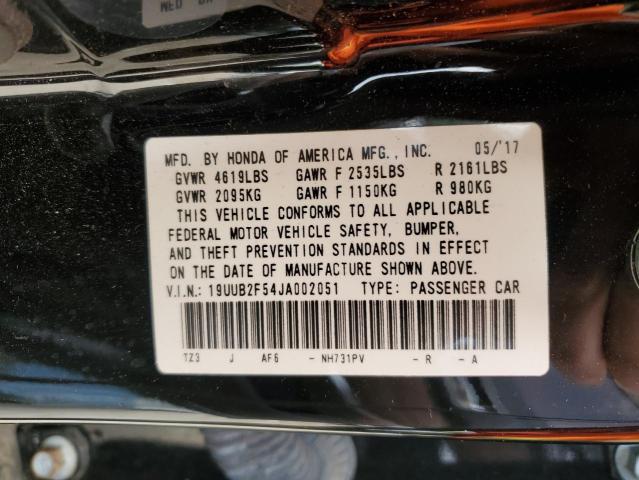 WED
MFD. BY HONDA OF AMERICA MFG., INC. 05/'17
GVWR 4619LBS GAWR F 2535LBS R 2161LBS
GVWR 2095KG GAWR F 1150KG R 980KG
THIS VEHICLE CONFORMS TO ALL APPLICABLE
FEDERAL MOTOR VEHICLE SAFETY, BUMPER,
AND THEFT PREVENTION STANDARDS IN EFFECT
ON THE DATE OF MANUFACTURE SHOWN ABOVE.
V.I.N.: 19UUB2F54JA002051 TYPE: PASSENGER CAR
TZ3 J AF6 - NH731PV - R - A